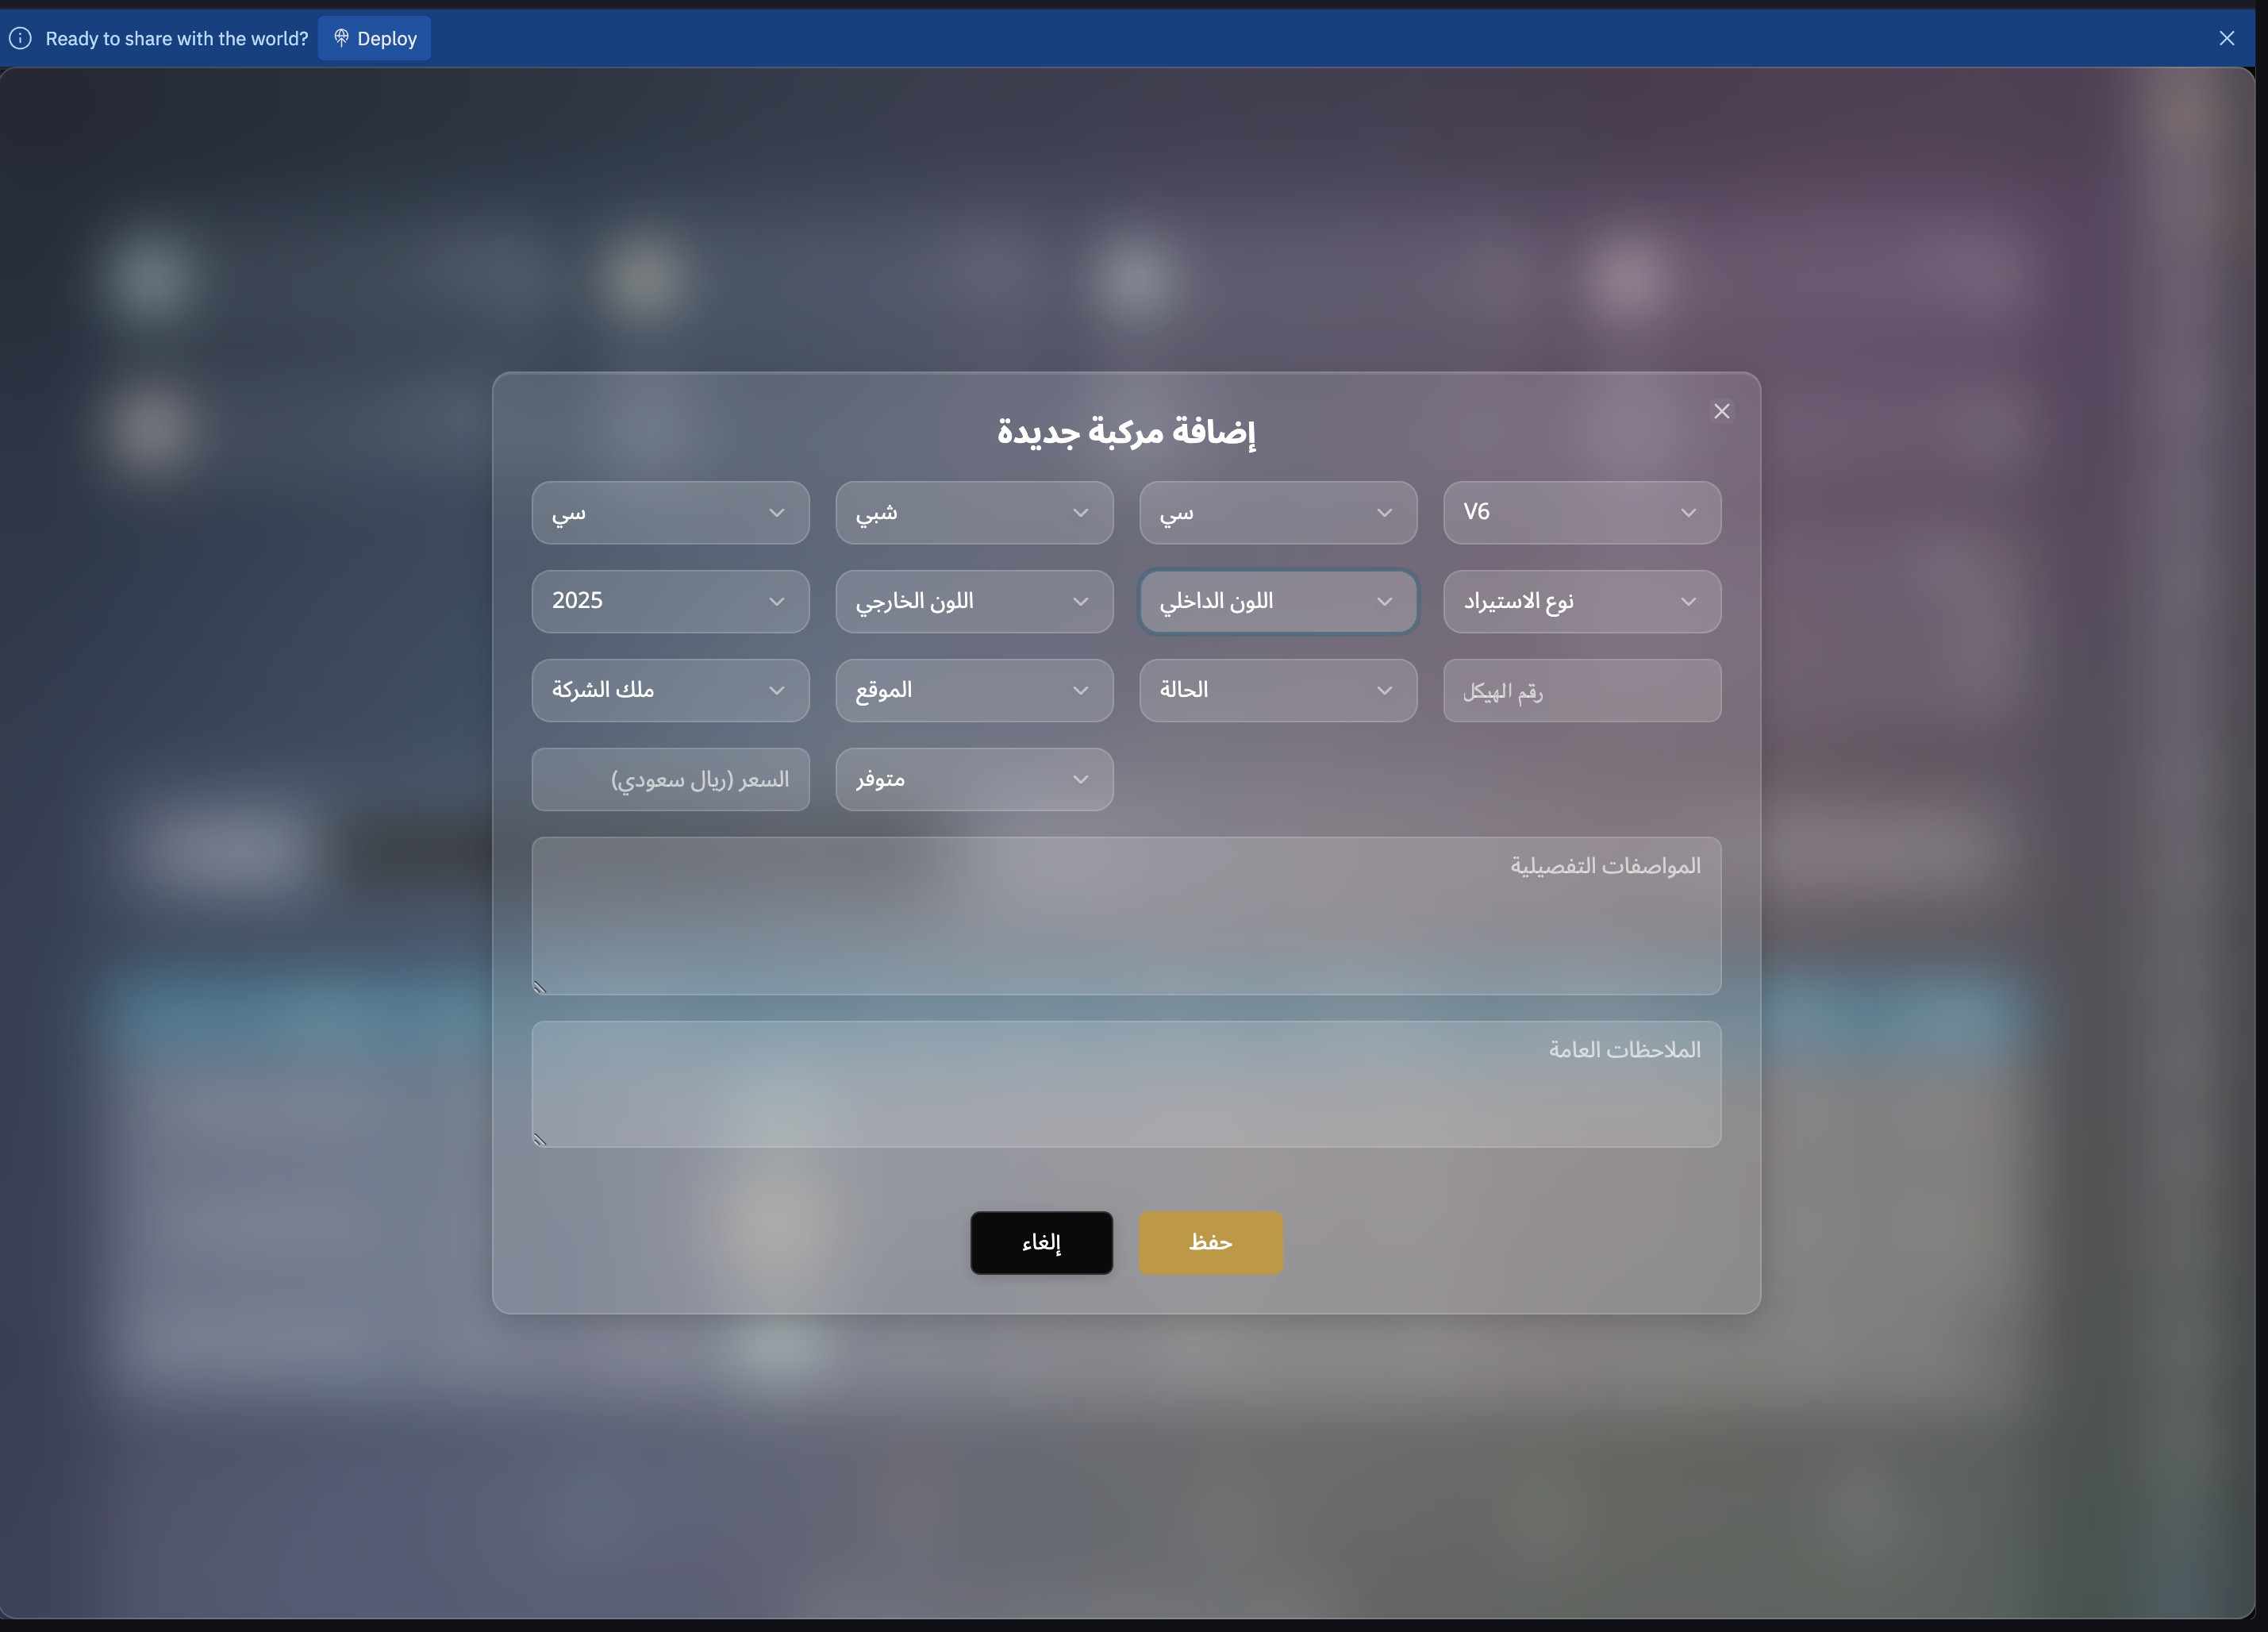 Ready to share with the world? Deploy
إضافة مركبة جديدة
سي
شبي
سي
V6
2025
اللون الخارجي
اللون الداخلي
نوع الاستيراد
ملك الشركة
الموقع
الحالة
رقم الهيكل
السعر (ريال سعودي)
متوفر
المواصفات التفصيلية
الملاحظات العامة
حفظ
إلغاء